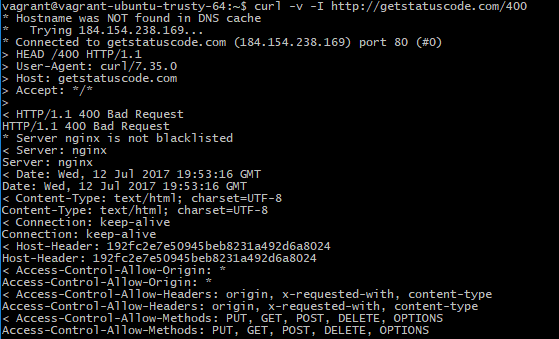 vagrant@vagrant-ubuntu-trusty-64:~$ curl -v -I http://getstatuscode.com/400
* Hostname was NOT found in DNS cache
*   Trying 184.154.238.169...
* Connected to getstatuscode.com (184.154.238.169) port 80 (#0)
> HEAD /400 HTTP/1.1
> User-Agent: curl/7.35.0
> Host: getstatuscode.com
> Accept: */*
>
< HTTP/1.1 400 Bad Request
HTTP/1.1 400 Bad Request
* Server nginx is not blacklisted
< Server: nginx
Server: nginx
< Date: Wed, 12 Jul 2017 19:53:16 GMT
Date: Wed, 12 Jul 2017 19:53:16 GMT
< Content-Type: text/html; charset=UTF-8
Content-Type: text/html; charset=UTF-8
< Connection: keep-alive
Connection: keep-alive
< Host-Header: 192fc2e7e50945beb8231a492d6a8024
Host-Header: 192fc2e7e50945beb8231a492d6a8024
< Access-Control-Allow-Origin: *
Access-Control-Allow-Origin: *
< Access-Control-Allow-Headers: origin, x-requested-with, content-type
Access-Control-Allow-Headers: origin, x-requested-with, content-type
< Access-Control-Allow-Methods: PUT, GET, POST, DELETE, OPTIONS
Access-Control-Allow-Methods: PUT, GET, POST, DELETE, OPTIONS